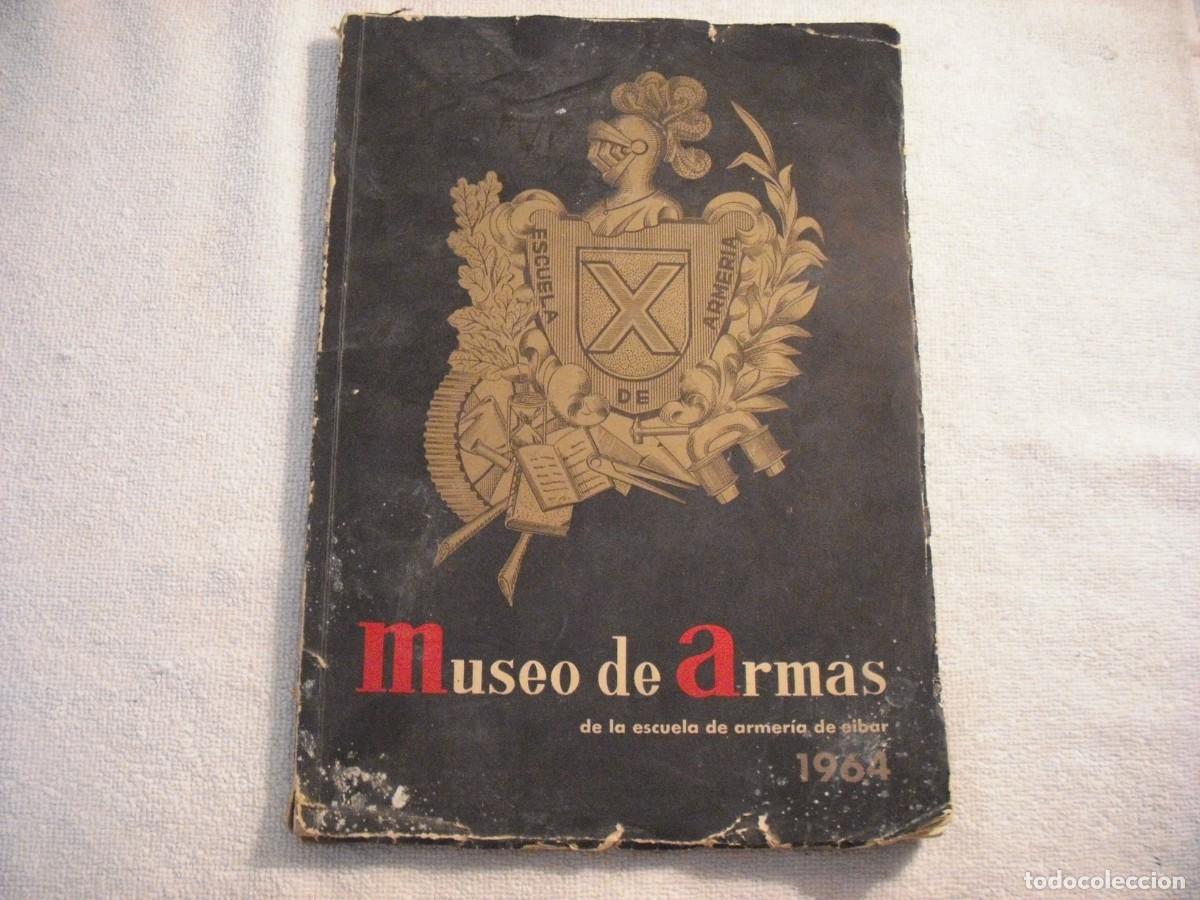 ESCUELA
DE
ARMERIA
X
museo de armas
de la escuela de armería de eibar
1964
todocoleccion